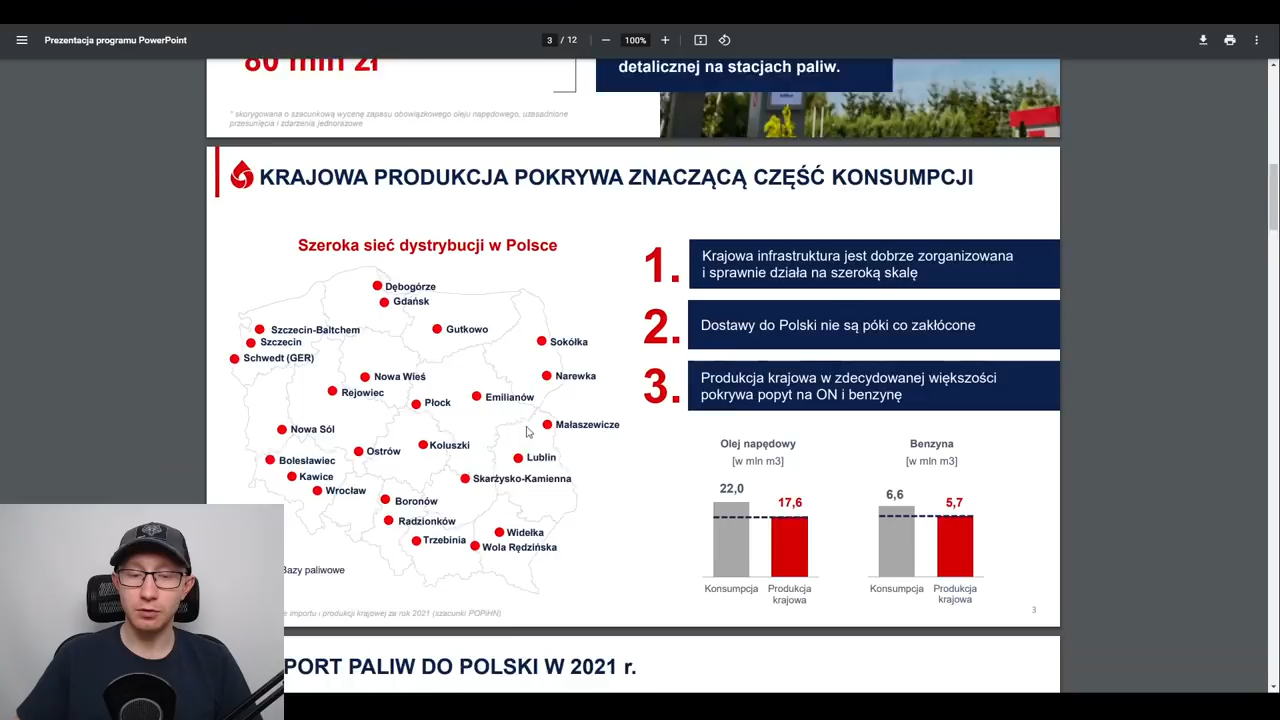 Prezentacja programu PowerPoint
3 / 12
100%
80 mln zł
detalicznej na stacjach paliw.
* skorygowana o szacunkową wycenę zapasu obowiązkowego oleju napędowego, uzasadnione
przesunięcia i zdarzenia jednorazowe
KRAJOWA PRODUKCJA POKRYWA ZNACZĄCĄ CZĘŚĆ KONSUMPCJI
Szeroka sieć dystrybucji w Polsce
Dębogórze
Gdańsk
Szczecin-Baltchem
Gutkowo
Szczecin
Sokółka
Schwedt (GER)
Nowa Wieś
Narewka
Rejowiec
Emilianów
Płock
Małaszewicze
Nowa Sól
Koluszki
Ostrów
Lublin
Bolesławiec
Kawice
Skarżysko-Kamienna
Wrocław
Boronów
Radzionków
Widełka
Trzebinia
Wola Rędzińska
Bazy paliwowe
e importu i produkcji krajowej za rok 2021 (szacunki POPiHN)
1.
Krajowa infrastruktura jest dobrze zorganizowana
i sprawnie działa na szeroką skalę
2.
Dostawy do Polski nie są póki co zakłócone
3.
Produkcja krajowa w zdecydowanej większości
pokrywa popyt na ON i benzynę
Olej napędowy
[w mln m3]
22,0
17,6
Konsumpcja
Produkcja
krajowa
Benzyna
[w mln m3]
6,6
5,7
Konsumpcja
Produkcja
krajowa
3
PORT PALIW DO POLSKI W 2021 r.